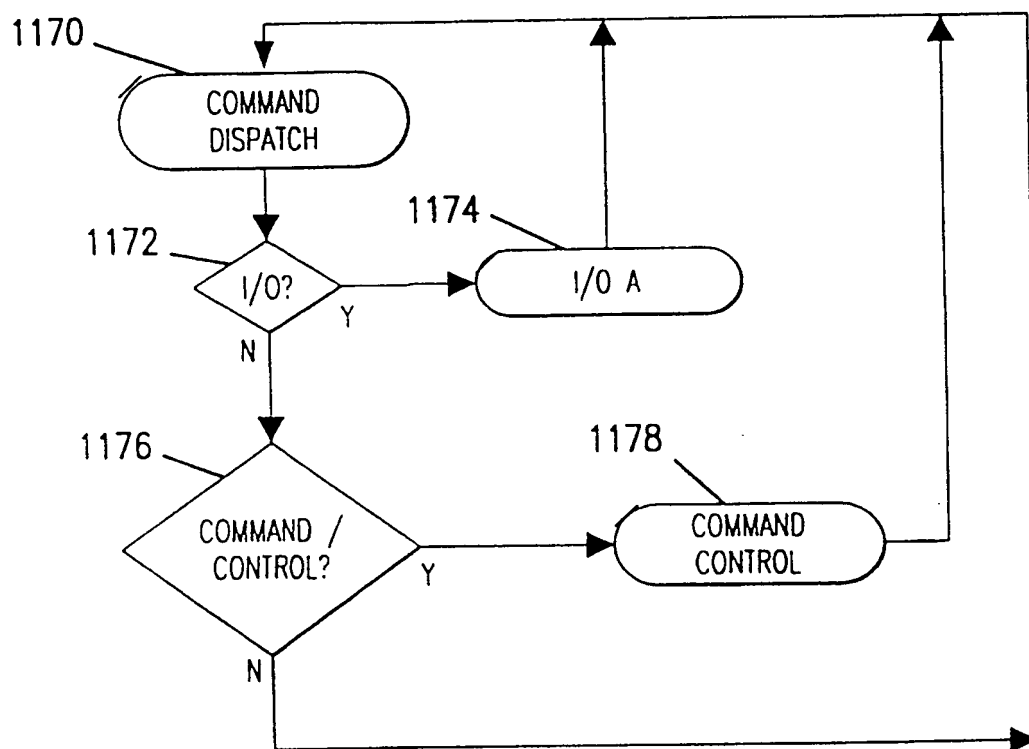 1170
COMMAND
DISPATCH
1174
1172
I/O?
Y
I/O A
N
1176
1178
COMMAND /
CONTROL?
Y
COMMAND
CONTROL
N